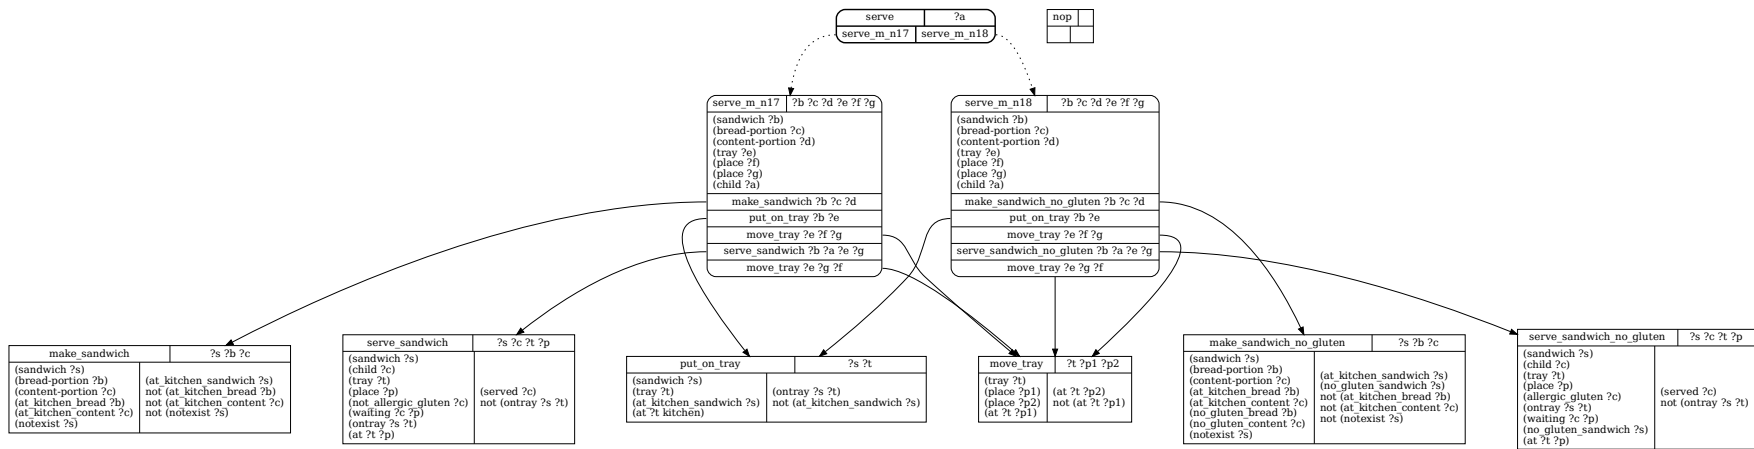 serve ?a
serve_m_n17 serve_m_n18
nop
serve_m_n17 ?b ?c ?d ?e ?f ?g
(sandwich ?b)
(bread-portion ?c)
(content-portion ?d)
(tray ?e)
(place ?f)
(place ?g)
(child ?a)
make_sandwich ?b ?c ?d
put_on_tray ?b ?e
move_tray ?e ?f ?g
serve_sandwich ?b ?a ?e ?g
move_tray ?e ?g ?f
serve_m_n18 ?b ?c ?d ?e ?f ?g
(sandwich ?b)
(bread-portion ?c)
(content-portion ?d)
(tray ?e)
(place ?f)
(place ?g)
(child ?a)
make_sandwich_no_gluten ?b ?c ?d
put_on_tray ?b ?e
move_tray ?e ?f ?g
serve_sandwich_no_gluten ?b ?a ?e ?g
move_tray ?e ?g ?f
make_sandwich ?s ?b ?c
(sandwich ?s)
(bread-portion ?b)
(content-portion ?c)
(at_kitchen_bread ?b)
(at_kitchen_content ?c)
(notexist ?s)
(at_kitchen_sandwich ?s)
not (at_kitchen_bread ?b)
not (at_kitchen_content ?c)
not (notexist ?s)
serve_sandwich ?s ?c ?t ?p
(sandwich ?s)
(child ?c)
(tray ?t)
(place ?p)
(not_allergic_gluten ?c)
(waiting ?c ?p)
(ontray ?s ?t)
(at ?t ?p)
(served ?c)
not (ontray ?s ?t)
put_on_tray ?s ?t
(sandwich ?s)
(tray ?t)
(at_kitchen_sandwich ?s)
(at ?t kitchen)
(ontray ?s ?t)
not (at_kitchen_sandwich ?s)
move_tray ?t ?p1 ?p2
(tray ?t)
(place ?p1)
(place ?p2)
(at ?t ?p1)
(at ?t ?p2)
not (at ?t ?p1)
make_sandwich_no_gluten ?s ?b ?c
(sandwich ?s)
(bread-portion ?b)
(content-portion ?c)
(at_kitchen_bread ?b)
(at_kitchen_content ?c)
(no_gluten_bread ?b)
(no_gluten_content ?c)
(notexist ?s)
(at_kitchen_sandwich ?s)
(no_gluten_sandwich ?s)
not (at_kitchen_bread ?b)
not (at_kitchen_content ?c)
not (notexist ?s)
serve_sandwich_no_gluten ?s ?c ?t ?p
(sandwich ?s)
(child ?c)
(tray ?t)
(place ?p)
(allergic_gluten ?c)
(ontray ?s ?t)
(waiting ?c ?p)
(no_gluten_sandwich ?s)
(at ?t ?p)
(served ?c)
not (ontray ?s ?t)